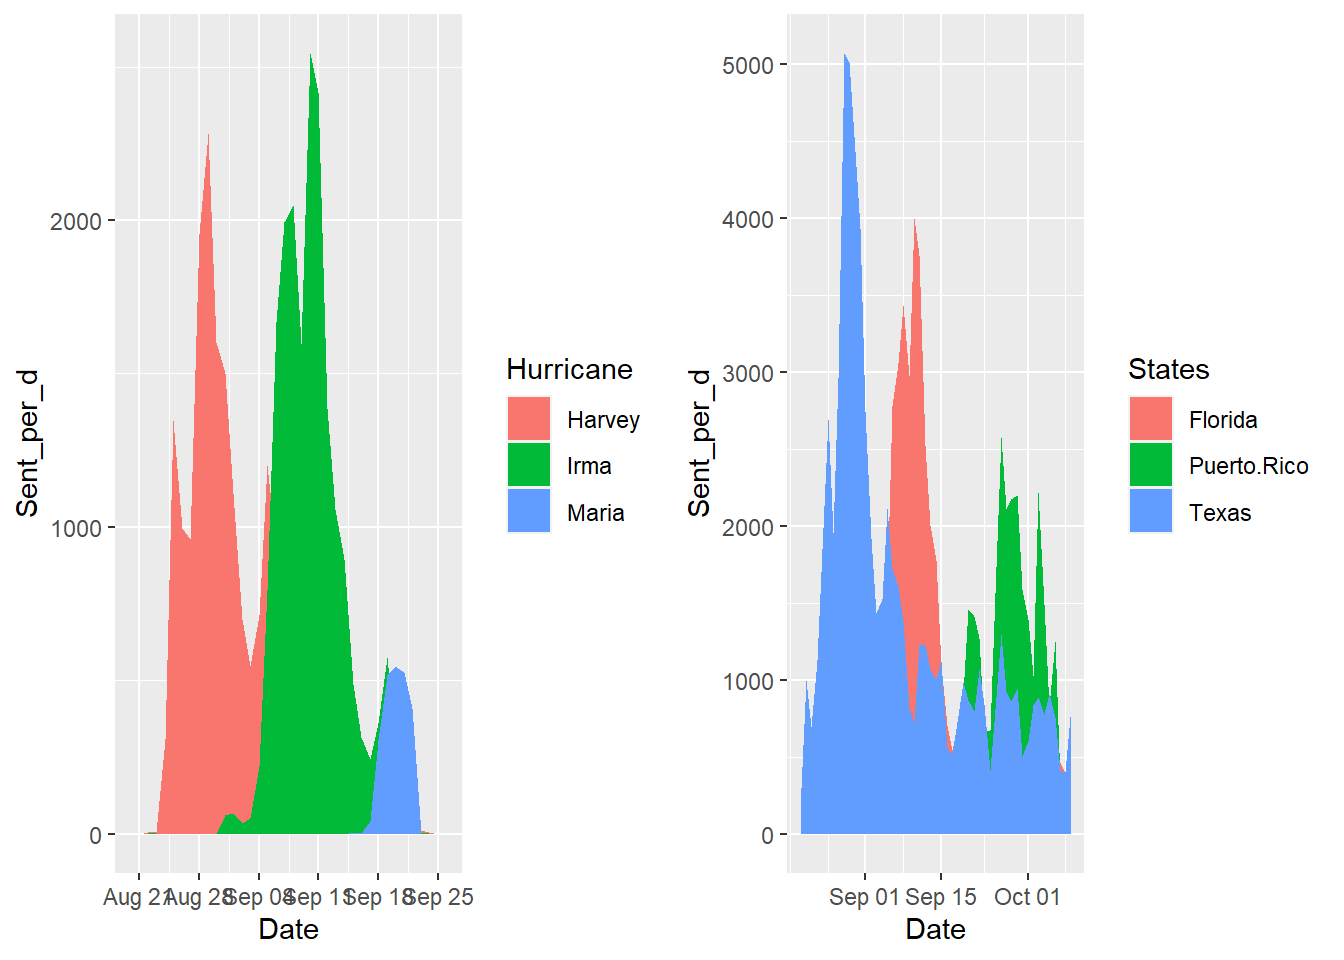 Sent_per_d
2000
1000
0
Aug 21 Aug 28 Sep 04 Sep 11 Sep 18 Sep 25
Date
Hurricane
Harvey
Irma
Maria
Sent_per_d
5000
4000
3000
2000
1000
0
Sep 01 Sep 15 Oct 01
Date
States
Florida
Puerto.Rico
Texas